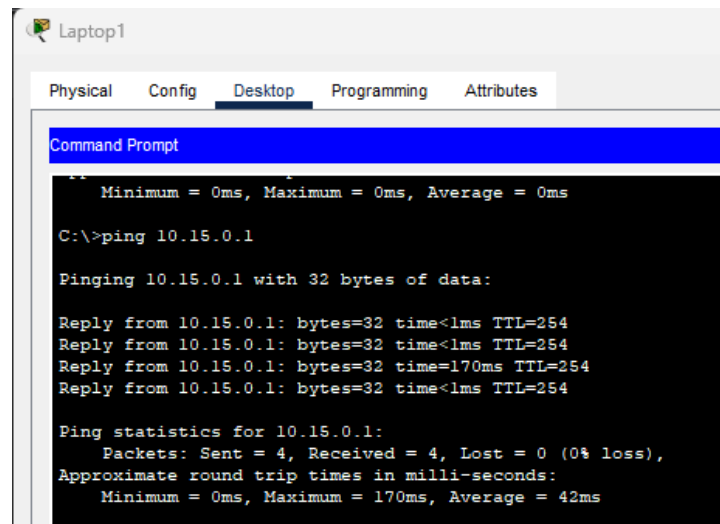 Laptop1
Physical Config Desktop Programming Attributes
Command Prompt
Minimum = 0ms, Maximum = 0ms, Average = 0ms
C:\>ping 10.15.0.1
Pinging 10.15.0.1 with 32 bytes of data:
Reply from 10.15.0.1: bytes=32 time<1ms TTL=254
Reply from 10.15.0.1: bytes=32 time<1ms TTL=254
Reply from 10.15.0.1: bytes=32 time=170ms TTL=254
Reply from 10.15.0.1: bytes=32 time<1ms TTL=254
Ping statistics for 10.15.0.1:
Packets: Sent = 4, Received = 4, Lost = 0 (0% loss),
Approximate round trip times in milli-seconds:
Minimum = 0ms, Maximum = 170ms, Average = 42ms